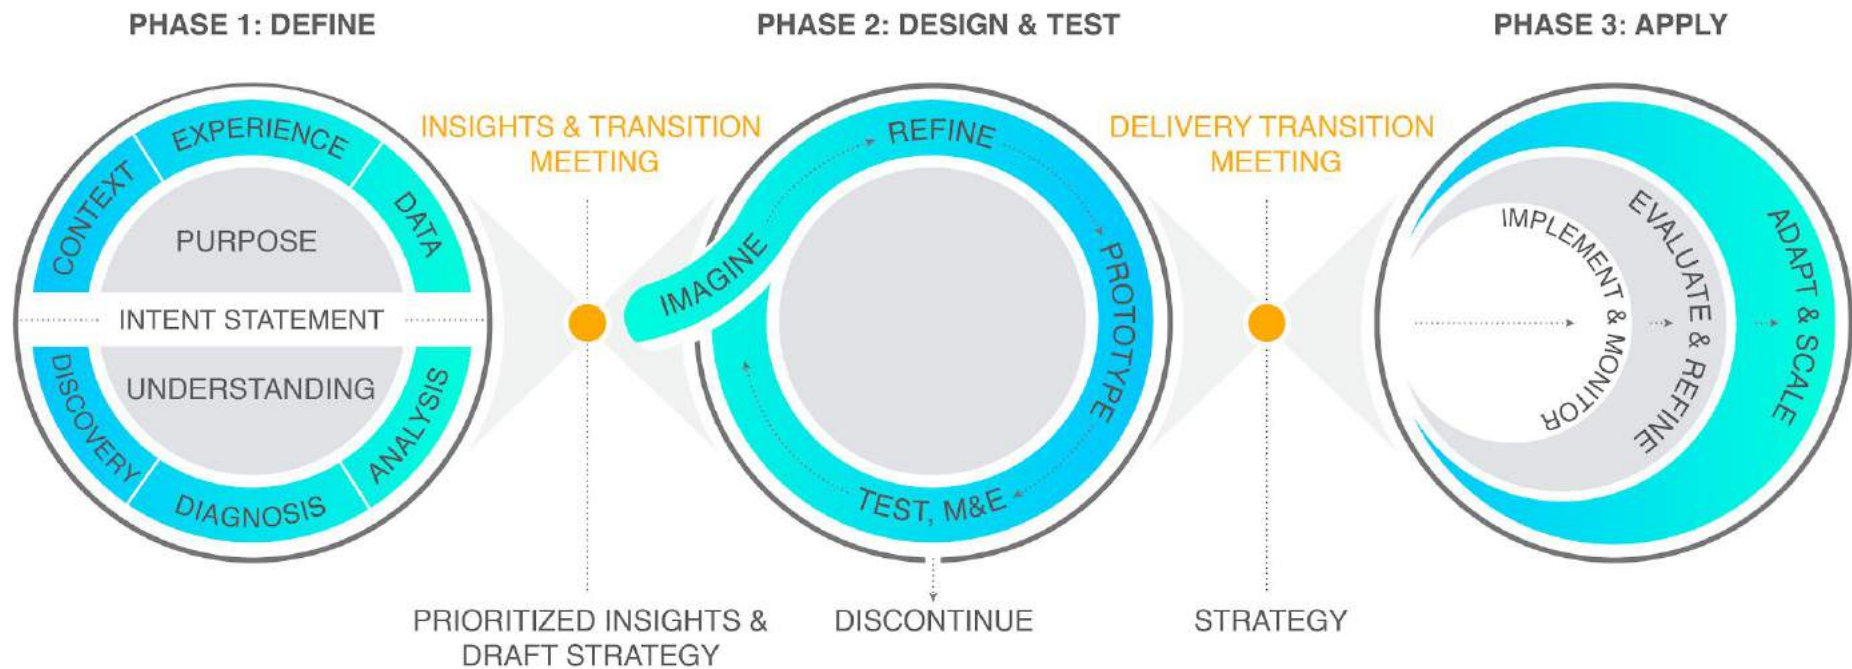 PHASE 1: DEFINE
PHASE 2: DESIGN & TEST
PHASE 3: APPLY
CONTEXT
EXPERIENCE
DATA
PURPOSE
INTENT STATEMENT
UNDERSTANDING
DISCOVERY
DIAGNOSIS
ANALYSIS
INSIGHTS & TRANSITION
MEETING
PRIORITIZED INSIGHTS &
DRAFT STRATEGY
IMAGINE
REFINE
PROTOTYPE
TEST, M&E
DISCONTINUE
DELIVERY TRANSITION
MEETING
STRATEGY
IMPLEMENT & MONITOR
EVALUATE & REFINE
ADAPT & SCALE